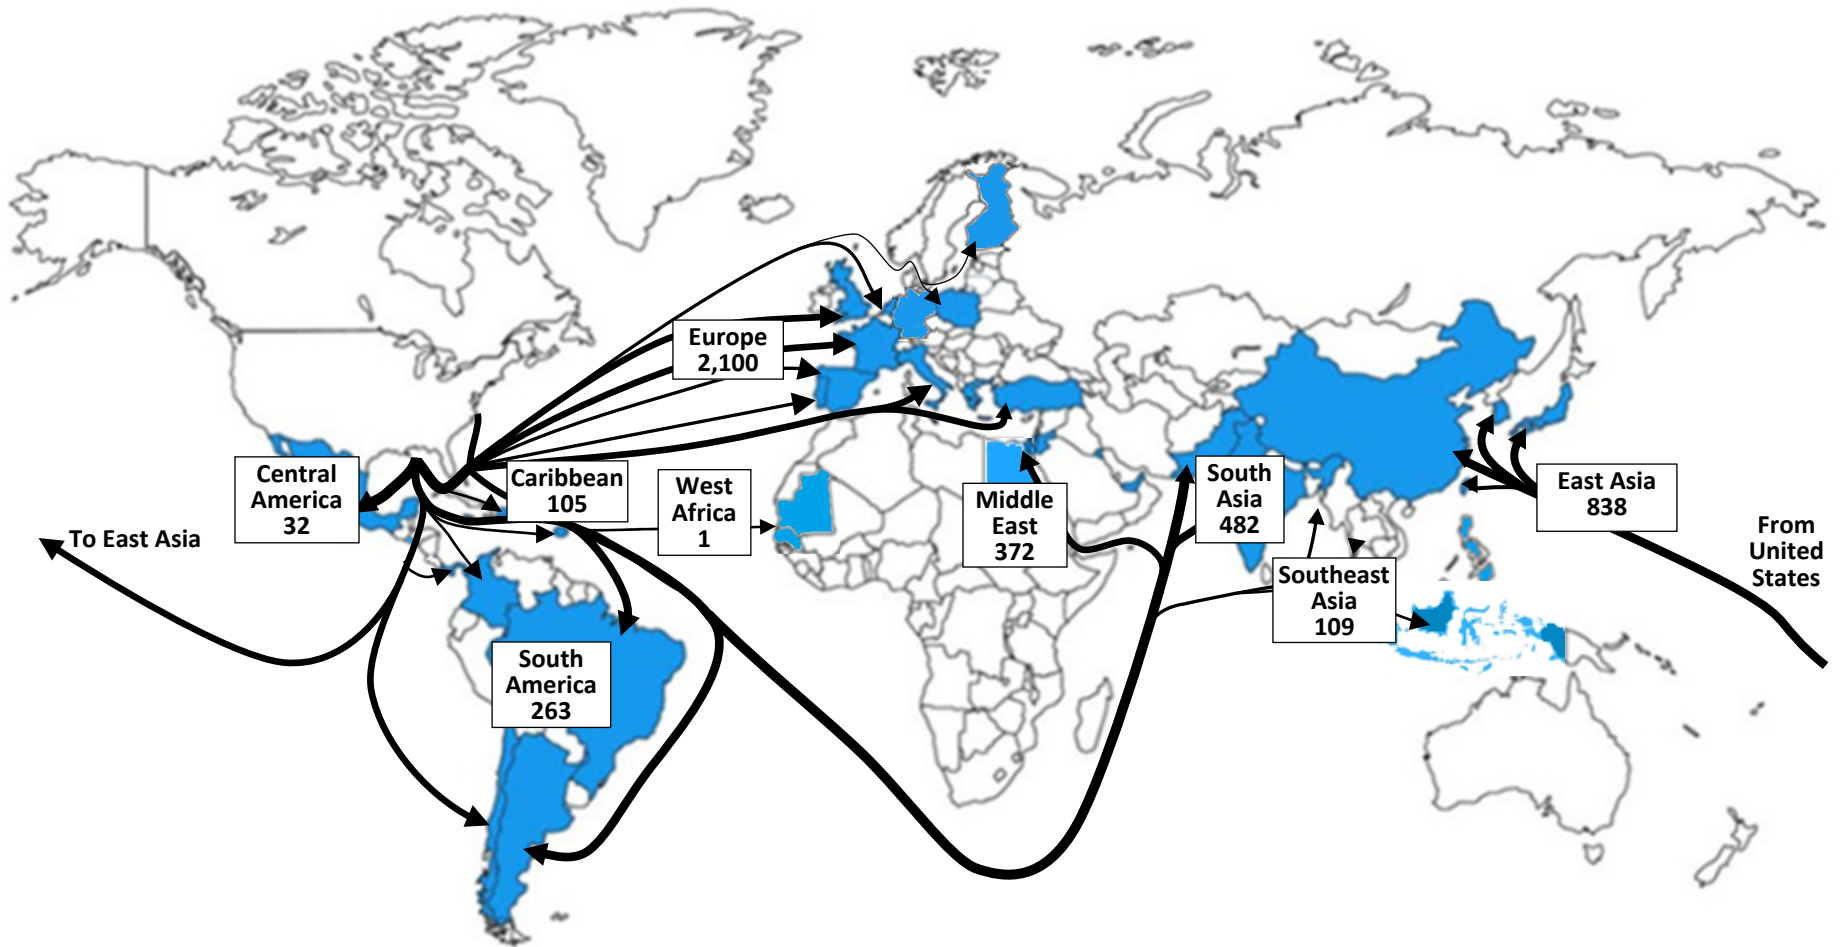 Europe
2,100
Central
America
32
Caribbean
105
West
Africa
1
Middle
East
372
South
Asia
482
East Asia
838
To East Asia
From
United
States
Southeast
Asia
109
South
America
263